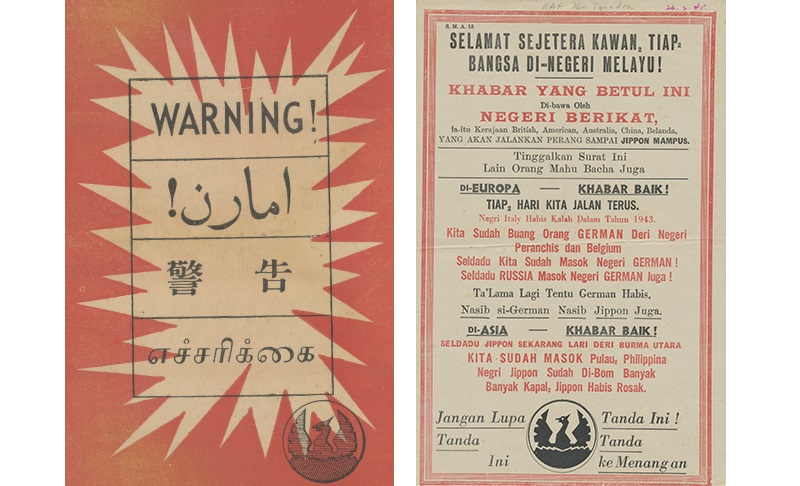 WARNING!
امارن!
警告
எச்சரிக்கை
S. M. A. 18
SELAMAT SEJETERA KAWAN₂ TIAP₂
BANGSA DI-NEGERI MELAYU!
KHABAR YANG BETUL INI
Di-bawa Oleh
NEGERI BERIKAT,
Ia-itu Kerajaan British, American, Australia, China, Belanda,
YANG AKAN JALANKAN PERANG SAMPAI JIPPON MAMPUS.
Tinggalkan Surat Ini
Lain Orang Mahu Bacha Juga
DI-EUROPA — KHABAR BAIK!
TIAP₂ HARI KITA JALAN TERUS.
Negri Italy Habis Kalah Dalam Tahun 1943.
Kita Sudah Buang Orang GERMAN Deri Negeri
Peranchis dan Belgium
Seldadu Kita Sudah Masok Negeri GERMAN!
Seldadu RUSSIA Masok Negeri GERMAN Juga!
Ta'Lama Lagi Tentu German Habis.
Nasib si-German Nasib Jippon Juga.
DI-ASIA — KHABAR BAIK!
SELDADU JIPPON SEKARANG LARI DERI BURMA UTARA
KITA SUDAH MASOK Pulau₂ Philippina
Negri Jippon Sudah Di-Bom Banyak
Banyak Kapal₂ Jippon Habis Rosak.
Jangan Lupa Tanda Ini!
Tanda Tanda
Ini ke Menangan